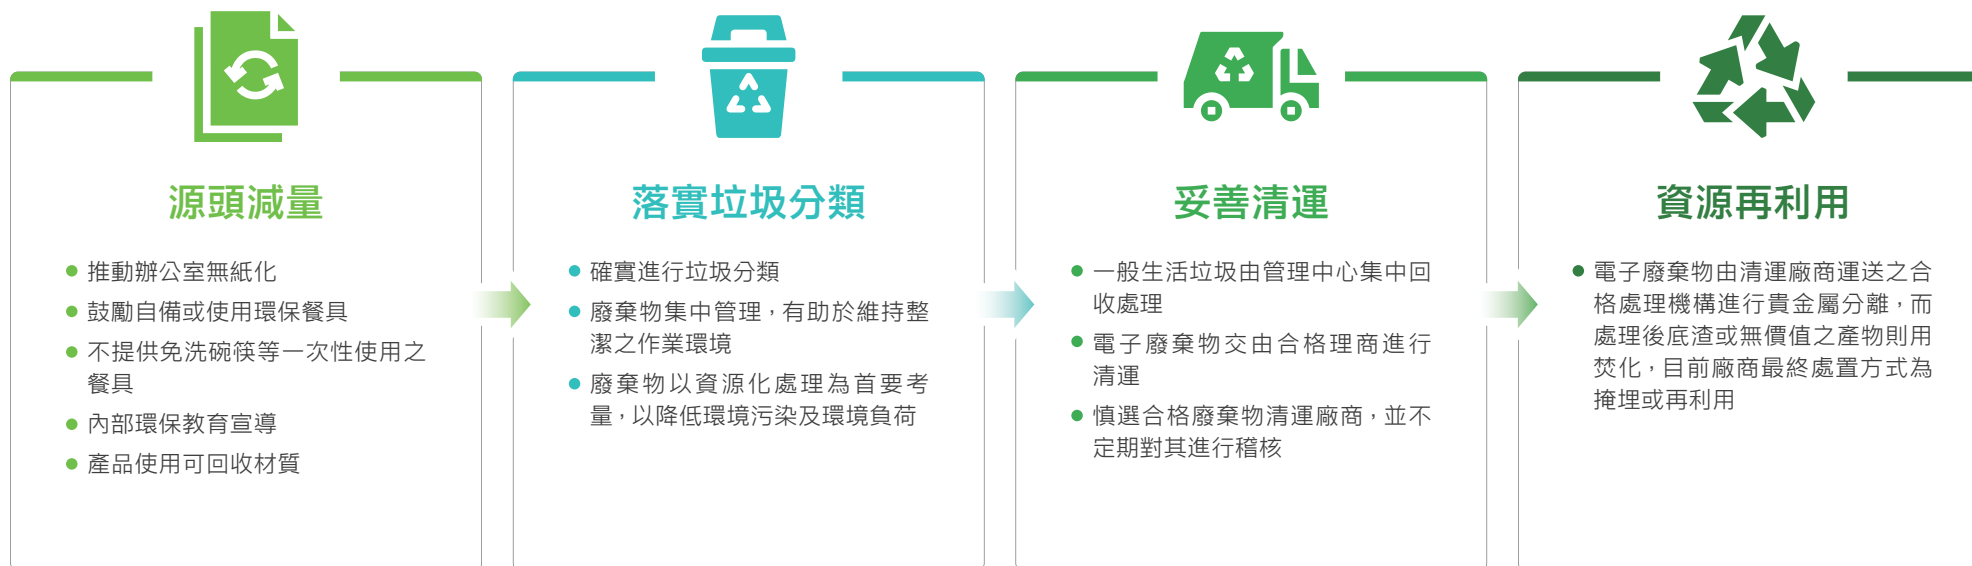 源頭減量
推動辦公室無紙化
鼓勵自備或使用環保餐具
不提供免洗碗筷等一次性使用之
餐具
內部環保教育宣導
產品使用可回收材質
落實垃圾分類
確實進行垃圾分類
廢棄物集中管理,有助於維持整
潔之作業環境
廢棄物以資源化處理為首要考
量,以降低環境污染及環境負荷
妥善清運
一般生活垃圾由管理中心集中回
收處理
電子廢棄物交由合格理商進行
清運
慎選合格廢棄物清運廠商,並不
定期對其進行稽核
資源再利用
電子廢棄物由清運廠商運送之合
格處理機構進行貴金屬分離,而
處理後底渣或無價值之產物則用
焚化,目前廠商最終處置方式為
掩埋或再利用